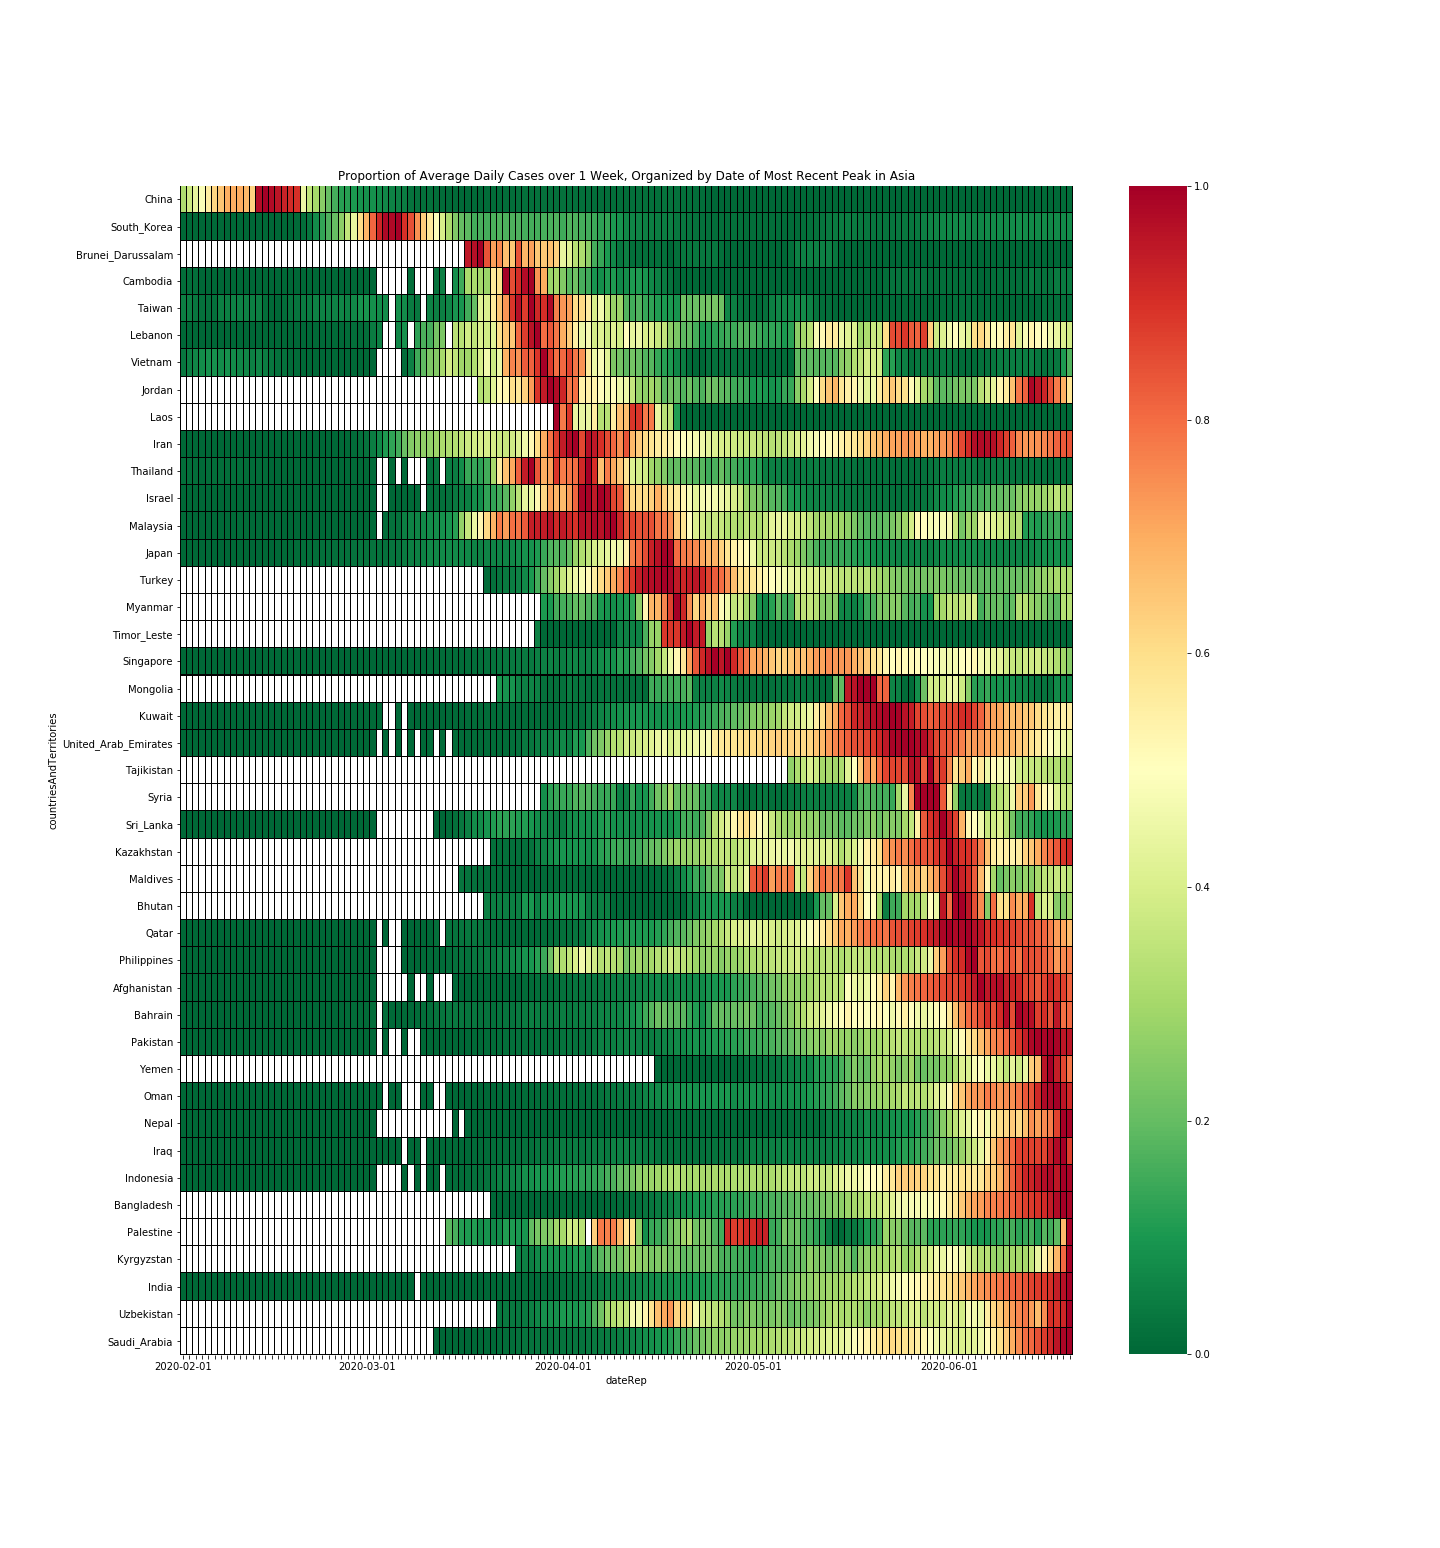 Proportion of Average Daily Cases over 1 Week, Organized by Date of Most Recent Peak in Asia
countriesAndTerritories
China
South_Korea
Brunei_Darussalam
Cambodia
Taiwan
Lebanon
Vietnam
Jordan
Laos
Iran
Thailand
Israel
Malaysia
Japan
Turkey
Myanmar
Timor_Leste
Singapore
Mongolia
Kuwait
United_Arab_Emirates
Tajikistan
Syria
Sri_Lanka
Kazakhstan
Maldives
Bhutan
Qatar
Philippines
Afghanistan
Bahrain
Pakistan
Yemen
Oman
Nepal
Iraq
Indonesia
Bangladesh
Palestine
Kyrgyzstan
India
Uzbekistan
Saudi_Arabia
2020-02-01 2020-03-01 2020-04-01 2020-05-01 2020-06-01
dateRep
1.0
0.8
0.6
0.4
0.2
0.0